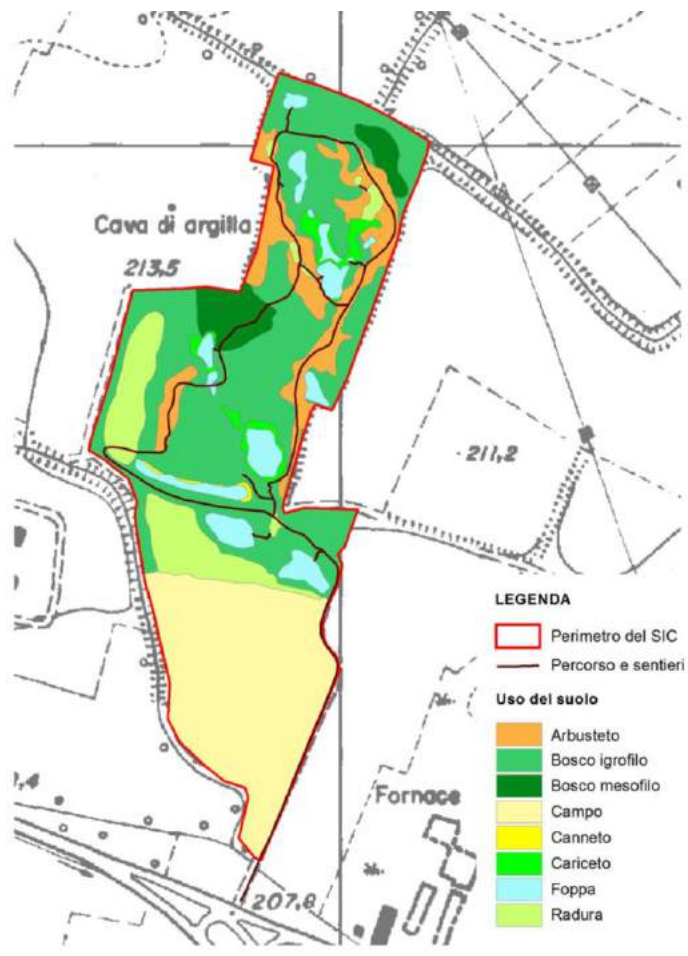 Cava di argilla
213,5
211,2
LEGENDA
Perimetro del SIC
Percorso e sentieri
Uso del suolo
Arbusteto
Bosco igrofilo
Bosco mesofilo
Campo
Canneto
Cariceto
Foppa
Radura
Fornace
207,8